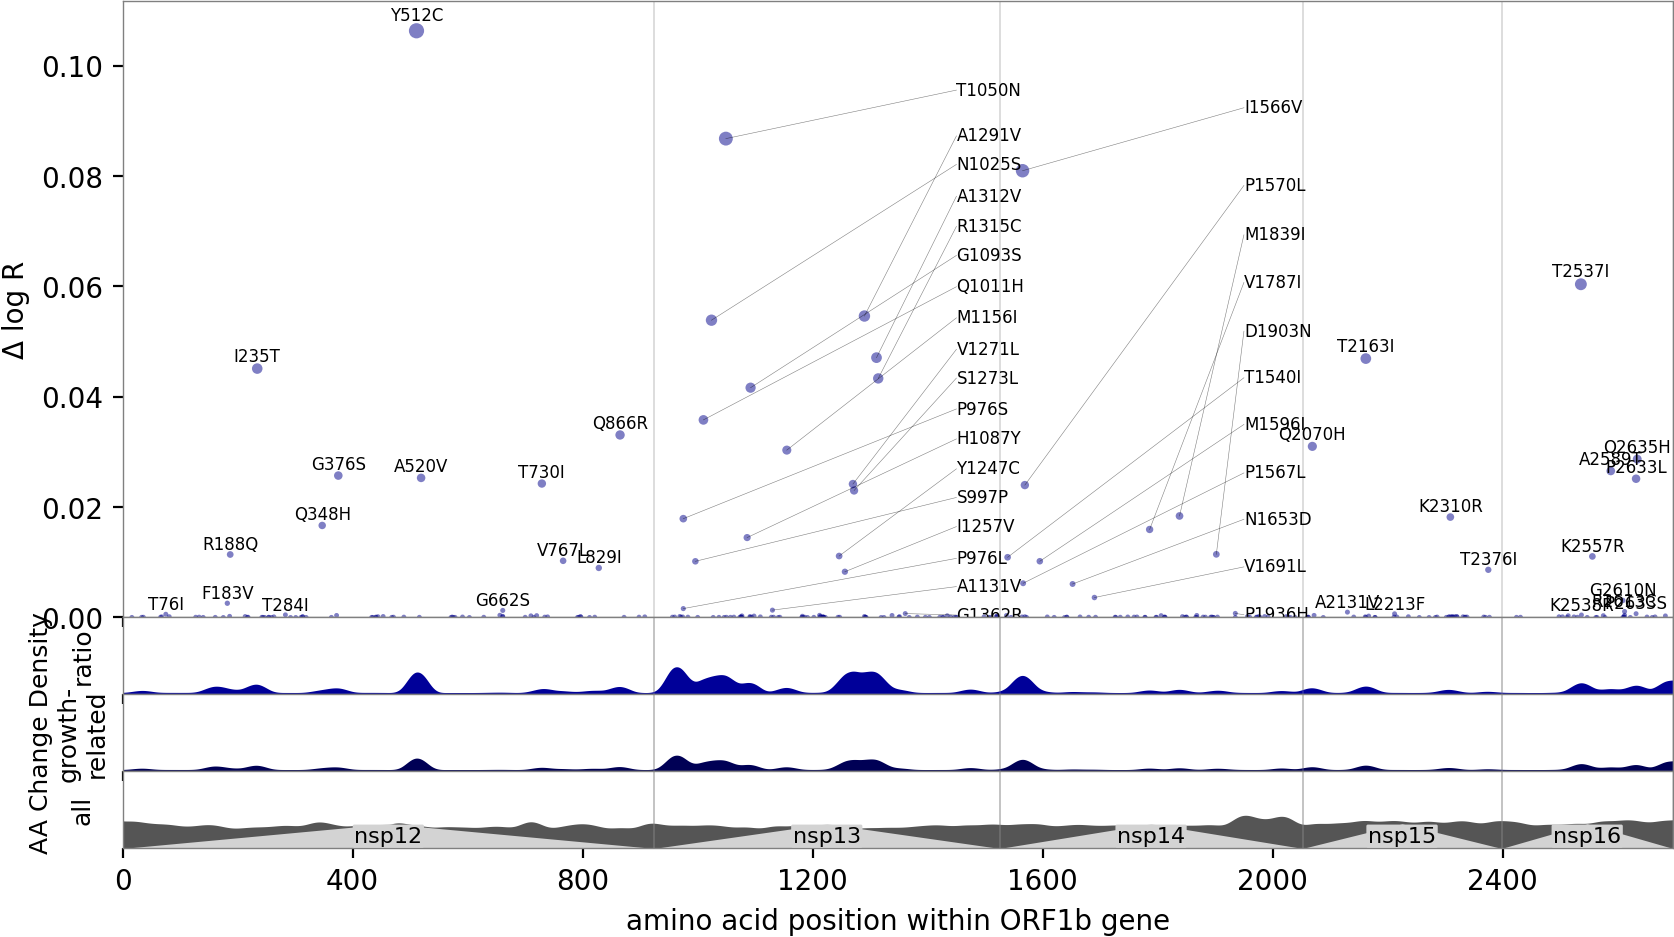 Y512C
0.10
T1050N
I1566V
A1291V
N1025S
0.08
P1570L
A1312V
R1315C
M1839I
G1093S
T2537I
V1787I
0.06
Q1011H
M1156I
D1903N
T2163I
V1271L
I235T
S1273L
T1540I
0.04
P976S
Q866R
M1596I
Q2070H
H1087Y
Q2635H
A2589T
G376S
A520V
T730I
Y1247C
P1567L
P2633L
S997P
0.02
K2310R
Q348H
N1653D
I1257V
R188Q
V767L
L829I
P976L
K2557R
T2376I
V1691L
A1131V
F183V
G2610N
T76I
T284I
G662S
A2131V
L2213F
G1362R
P1936H
K2538R
P2633S
0.00
Δ log R
ratio
growth-
related
all
AA Change Density
nsp12
nsp13
nsp14
nsp15
nsp16
0
400
800
1200
1600
2000
2400
amino acid position within ORF1b gene